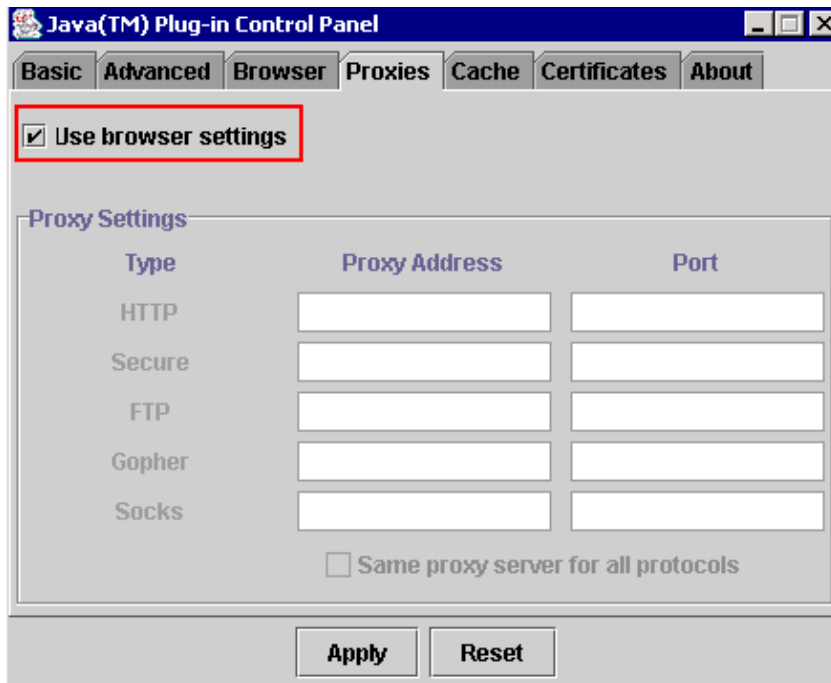 Java(TM) Plug-in Control Panel
Basic Advanced Browser Proxies Cache Certificates About
Use browser settings
Proxy Settings
Type Proxy Address Port
HTTP
Secure
FTP
Gopher
Socks
Same proxy server for all protocols
Apply Reset